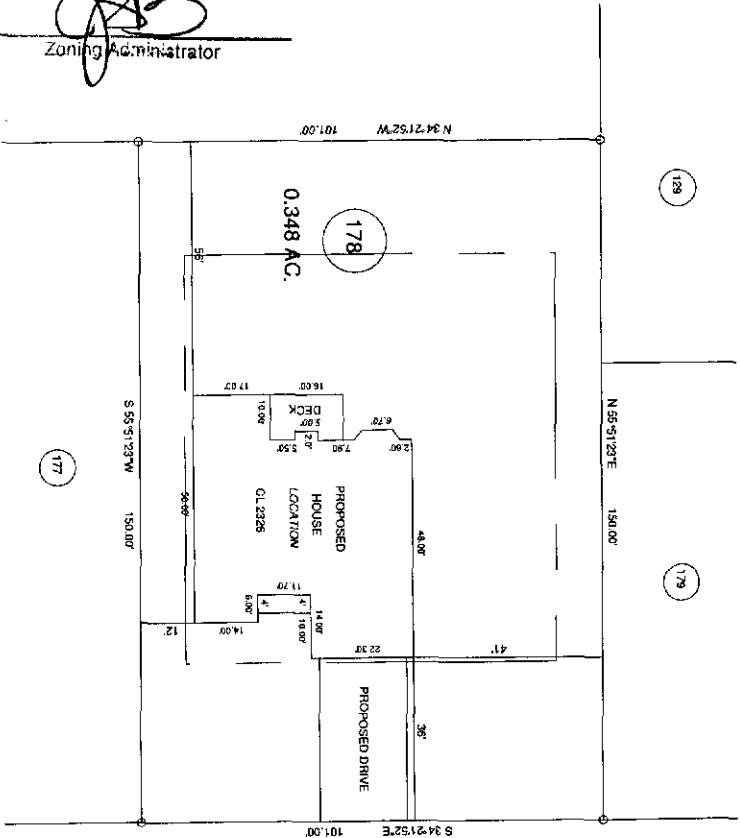 Zoning Administrator
N 34°21'52"W 101.00'
129
178
0.348 AC.
56'
N 55°51'23"E 150.00'
S 55°51'23"W 150.00'
177
179
17.00'
16.00'
DECK
10.00'
5.00'
2.0'
5.50'
7.90'
6.70'
2.60'
PROPOSED
HOUSE
LOCATION
CL 2326
48.00'
50.00'
11.70'
6.00'
4'
4'
14.00'
10.00'
12'
14.00'
22.30'
41'
PROPOSED DRIVE
36'
S 34°21'52"E 101.00'